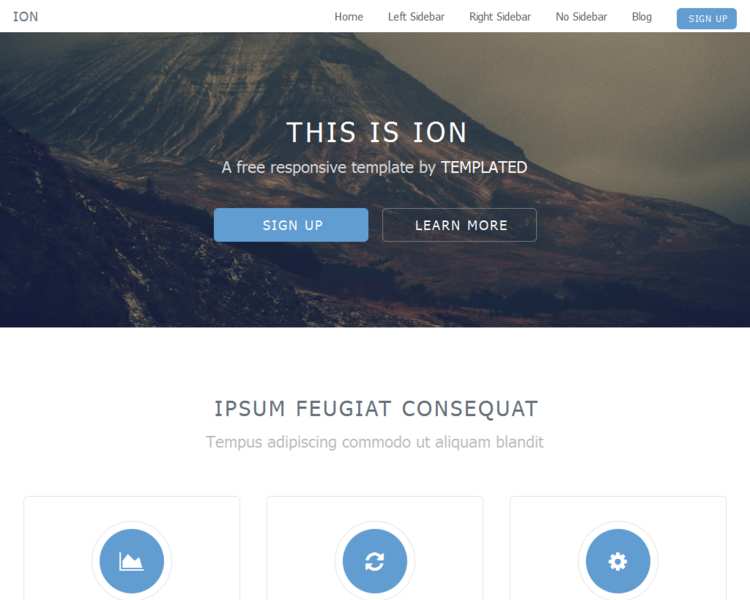 ION
Home Left Sidebar Right Sidebar No Sidebar Blog SIGN UP
THIS IS ION
A free responsive template by TEMPLATED
SIGN UP LEARN MORE
IPSUM FEUGIAT CONSEQUAT
Tempus adipiscing commodo ut aliquam blandit